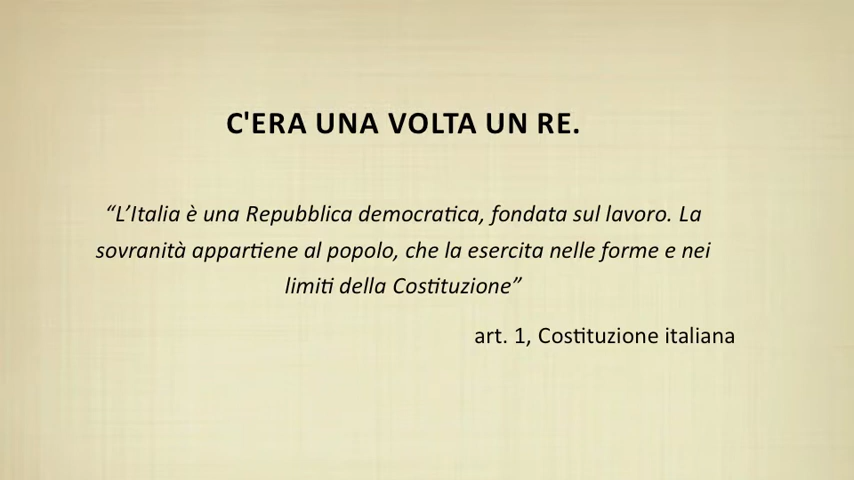 C'ERA UNA VOLTA UN RE.
“L’Italia è una Repubblica democratica, fondata sul lavoro. La
sovranità appartiene al popolo, che la esercita nelle forme e nei
limiti della Costituzione”
art. 1, Costituzione italiana